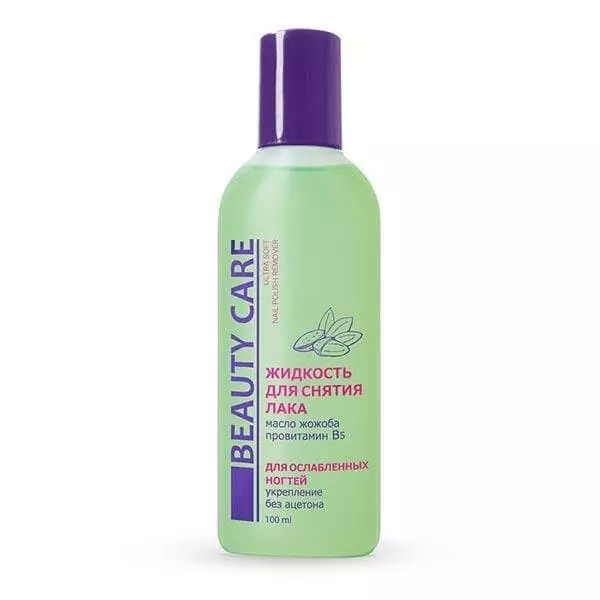 BEAUTY CARE
ULTRA SOFT
NAIL POLISH REMOVER
ЖИДКОСТЬ
ДЛЯ СНЯТИЯ
ЛАКА
масло жожоба
провитамин B5
ДЛЯ ОСЛАБЛЕННЫХ
НОГТЕЙ
укрепление
без ацетона
100 ml